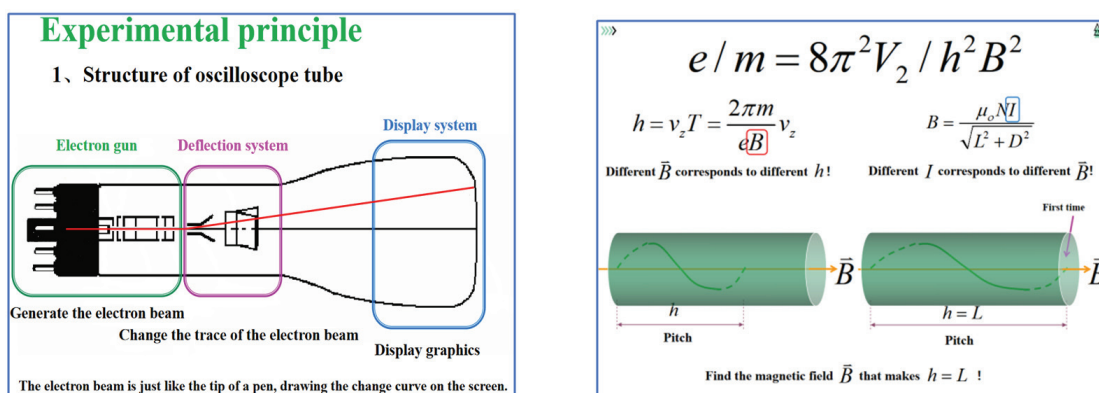 Experimental principle
1、Structure of oscilloscope tube
Display system
Electron gun
Deflection system
Generate the electron beam
Change the trace of the electron beam
Display graphics
The electron beam is just like the tip of a pen, drawing the change curve on the screen.
e/m = 8π²V₂/h²B²
h = v_zT = 2πm/eB v_z
B = μ₀NI/√(L² + D²)
Different B⃗ corresponds to different h!
Different I corresponds to different B⃗!
First time
B⃗
B⃗
h
h = L
Pitch
Pitch
Find the magnetic field B⃗ that makes h = L !